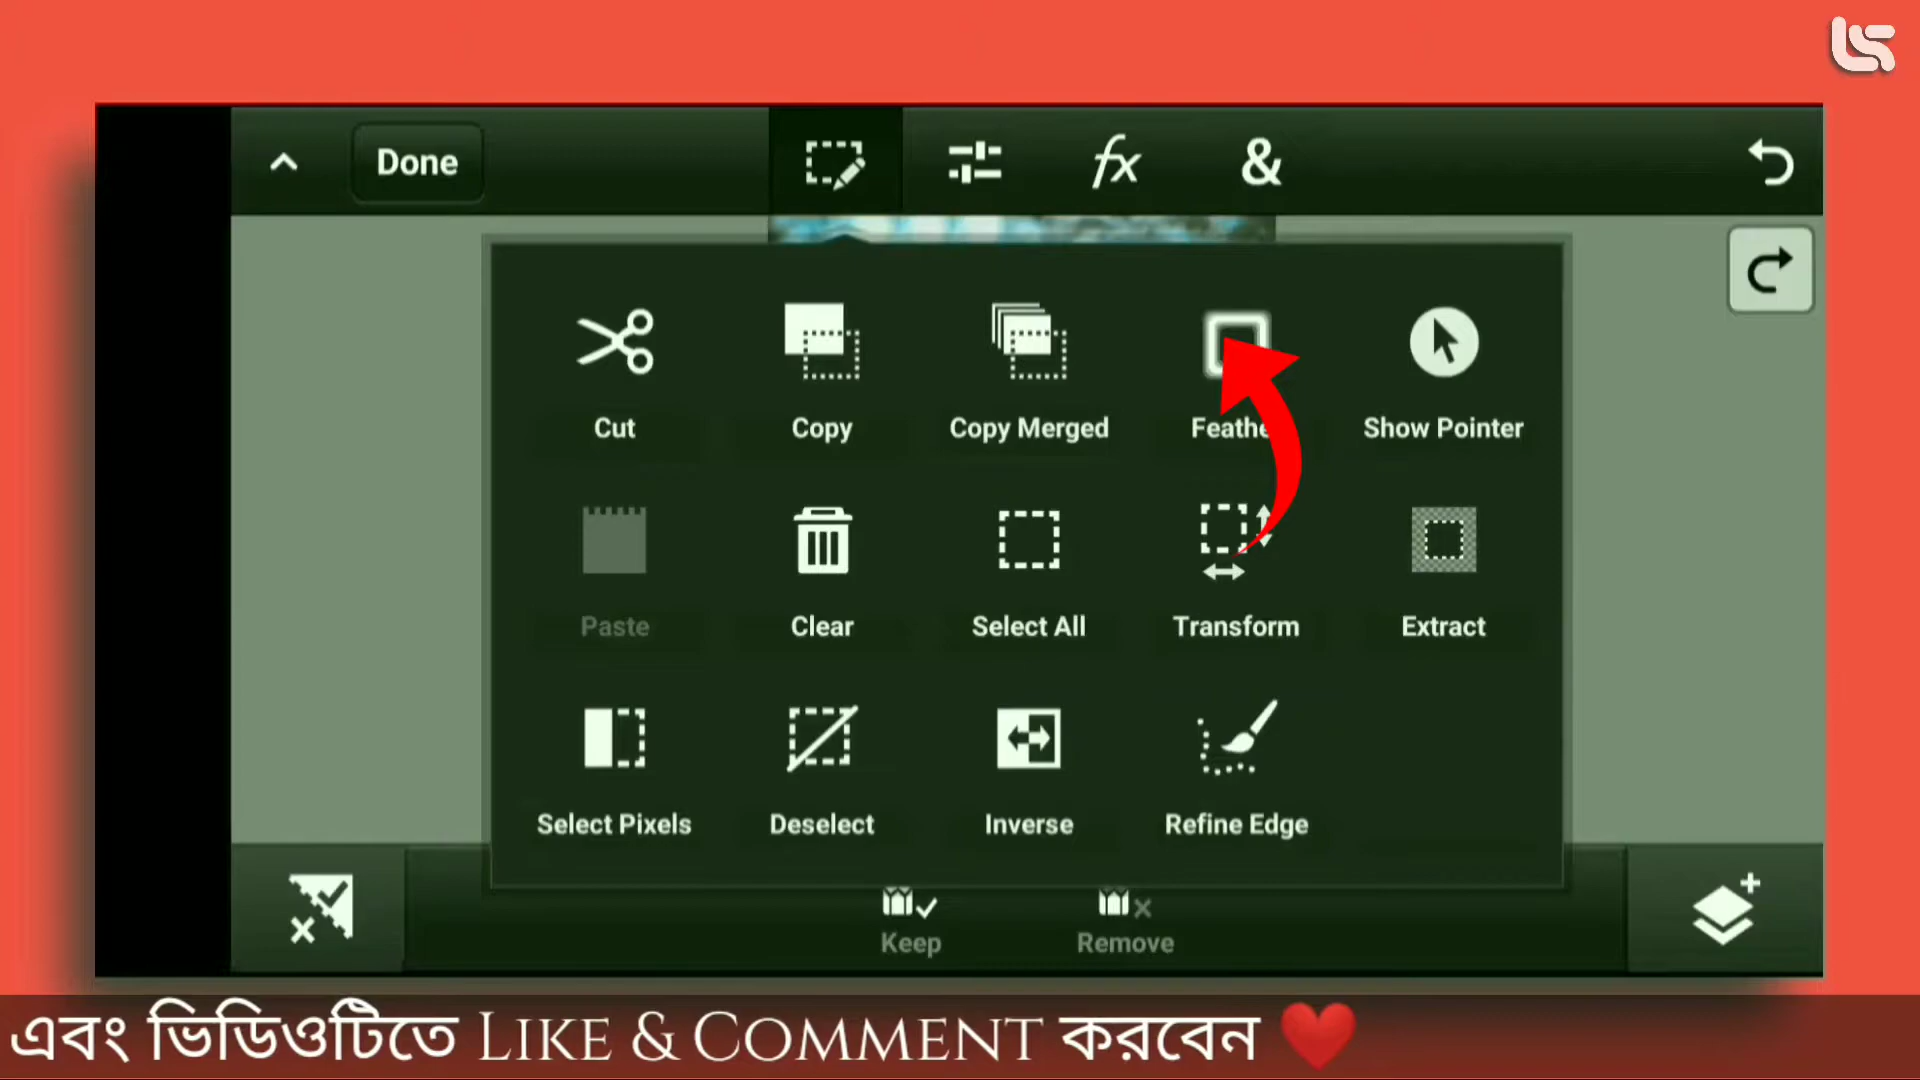 Done
fx
&
Cut
Copy
Copy Merged
Feathe
Show Pointer
Paste
Clear
Select All
Transform
Extract
Select Pixels
Deselect
Inverse
Refine Edge
Keep
Remove
এবং ভিডিওটিতে LIKE & COMMENT করবেন